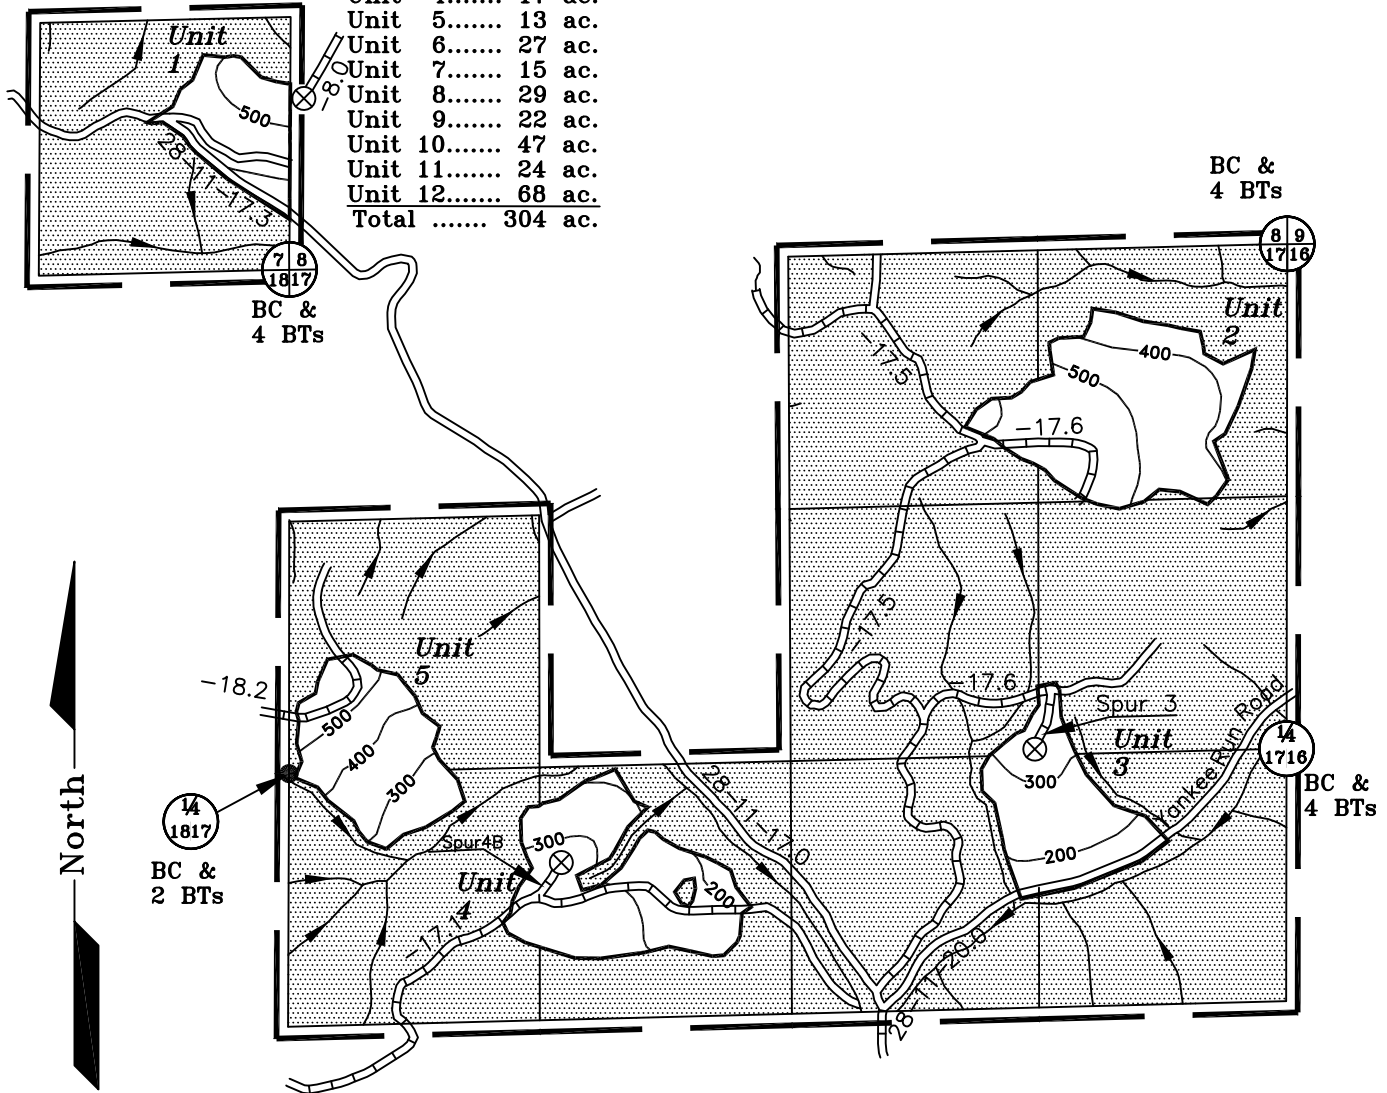 Unit 5....... 13 ac.
Unit 6....... 27 ac.
Unit 7....... 15 ac.
Unit 8....... 29 ac.
Unit 9....... 22 ac.
Unit 10....... 47 ac.
Unit 11....... 24 ac.
Unit 12....... 68 ac.
Total ....... 304 ac.
Unit
1
500
-8.0
28-11-17.3
7 8
18 17
BC &
4 BTs
BC &
4 BTs
8 9
17 16
Unit
2
400
500
-17.5
-17.6
-17.5
-17.6
Spur 3
Unit
3
300
200
Yankee Run Road
1/4
17 16
BC &
4 BTs
Unit
5
-18.2
500
400
300
1/4
18 17
BC &
2 BTs
Spur4B
300
Unit
4
200
-17.1
28-11-17.0
28-11-20.0
North